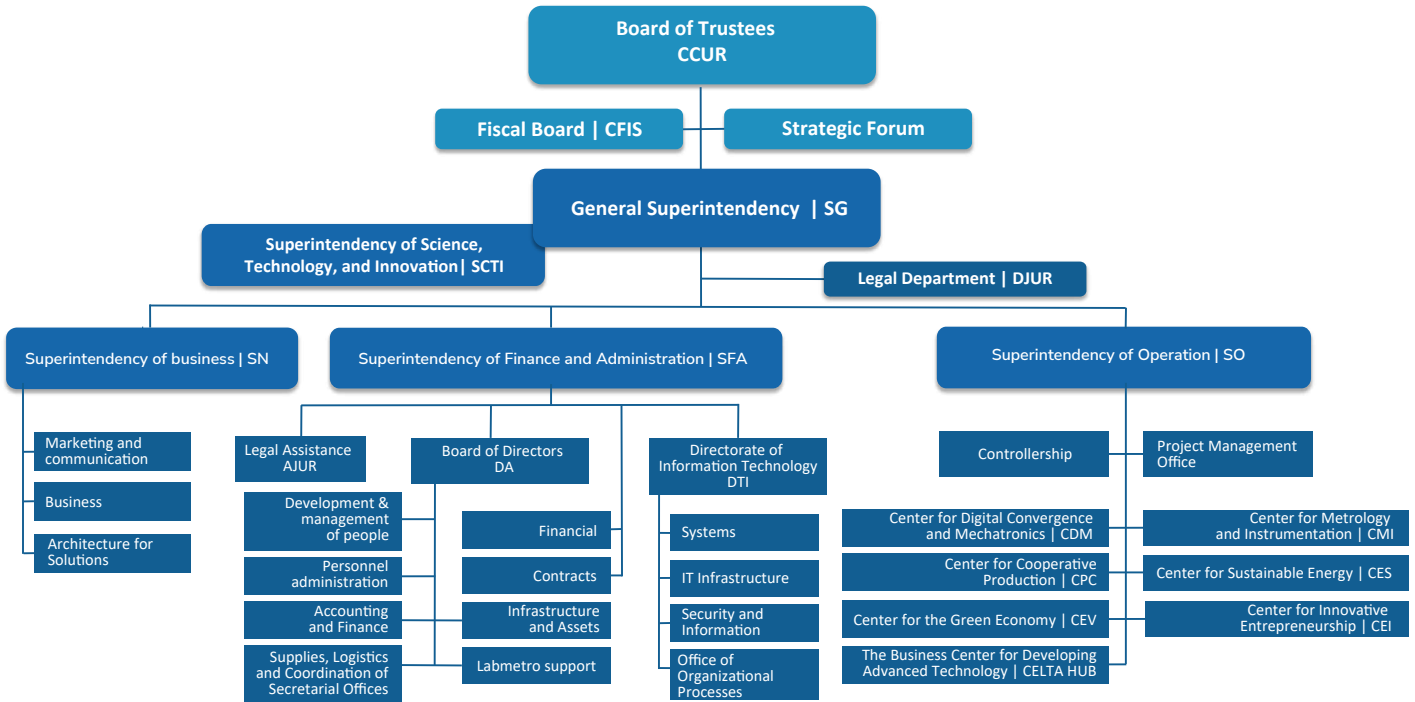 Board of Trustees
CCUR
Fiscal Board | CFIS
Strategic Forum
General Superintendency | SG
Superintendency of Science,
Technology, and Innovation| SCTI
Legal Department | DJUR
Superintendency of business | SN
Superintendency of Finance and Administration | SFA
Superintendency of Operation | SO
Marketing and
communication
Business
Architecture for
Solutions
Legal Assistance
AJUR
Board of Directors
DA
Directorate of
Information Technology
DTI
Development &
management
of people
Personnel
administration
Accounting
and Finance
Supplies, Logistics
and Coordination of
Secretarial Offices
Financial
Contracts
Infrastructure
and Assets
Labmetro support
Systems
IT Infrastructure
Security and
Information
Office of
Organizational
Processes
Controllership
Project Management
Office
Center for Digital Convergence
and Mechatronics | CDM
Center for Metrology
and Instrumentation | CMI
Center for Cooperative
Production | CPC
Center for Sustainable Energy | CES
Center for the Green Economy | CEV
Center for Innovative
Entrepreneurship | CEI
The Business Center for Developing
Advanced Technology | CELTA HUB